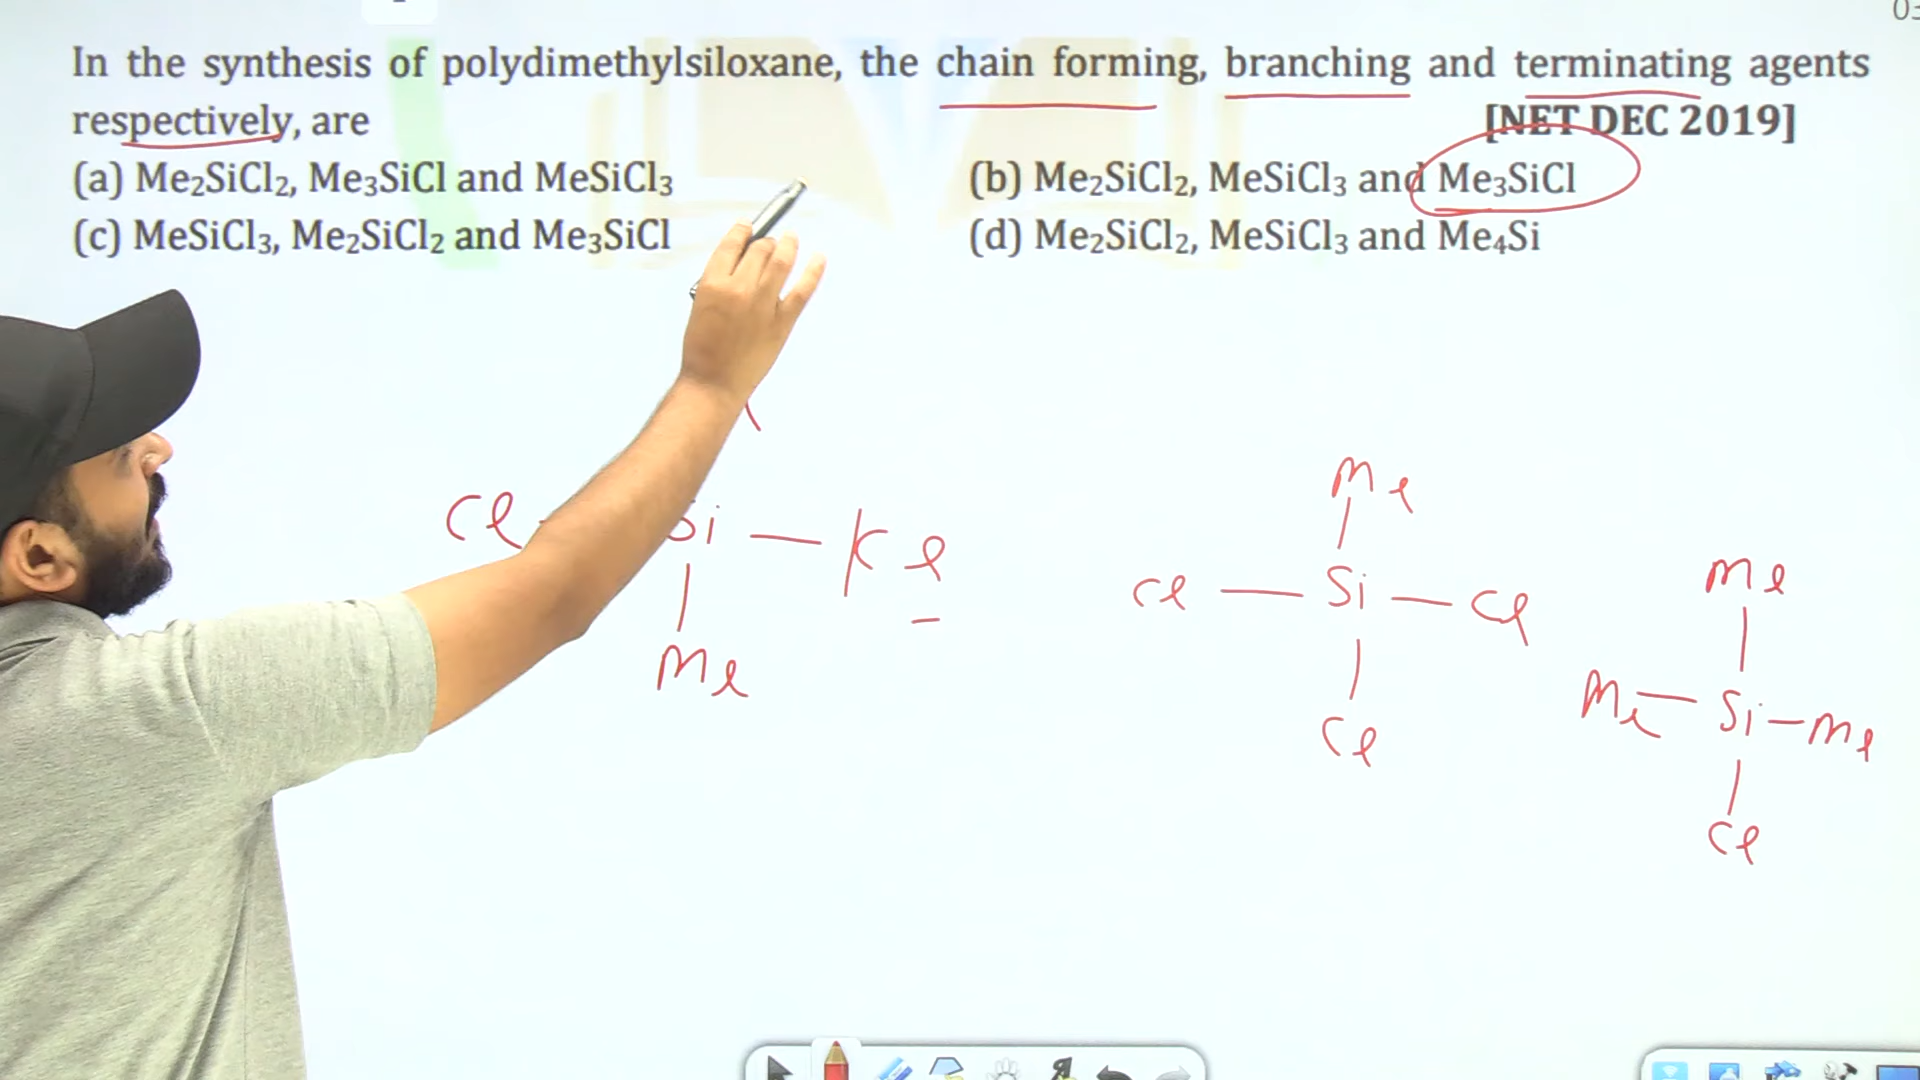 03
In the synthesis of polydimethylsiloxane, the chain forming, branching and terminating agents
respectively, are [NET DEC 2019]
(a) Me₂SiCl₂, Me₃SiCl and MeSiCl₃ (b) Me₂SiCl₂, MeSiCl₃ and Me₃SiCl
(c) MeSiCl₃, Me₂SiCl₂ and Me₃SiCl (d) Me₂SiCl₂, MeSiCl₃ and Me₄Si
Me
Cl Si
Me
Cl — Si — Cl
Cl
Me
Me — Si — Me
Cl
Me